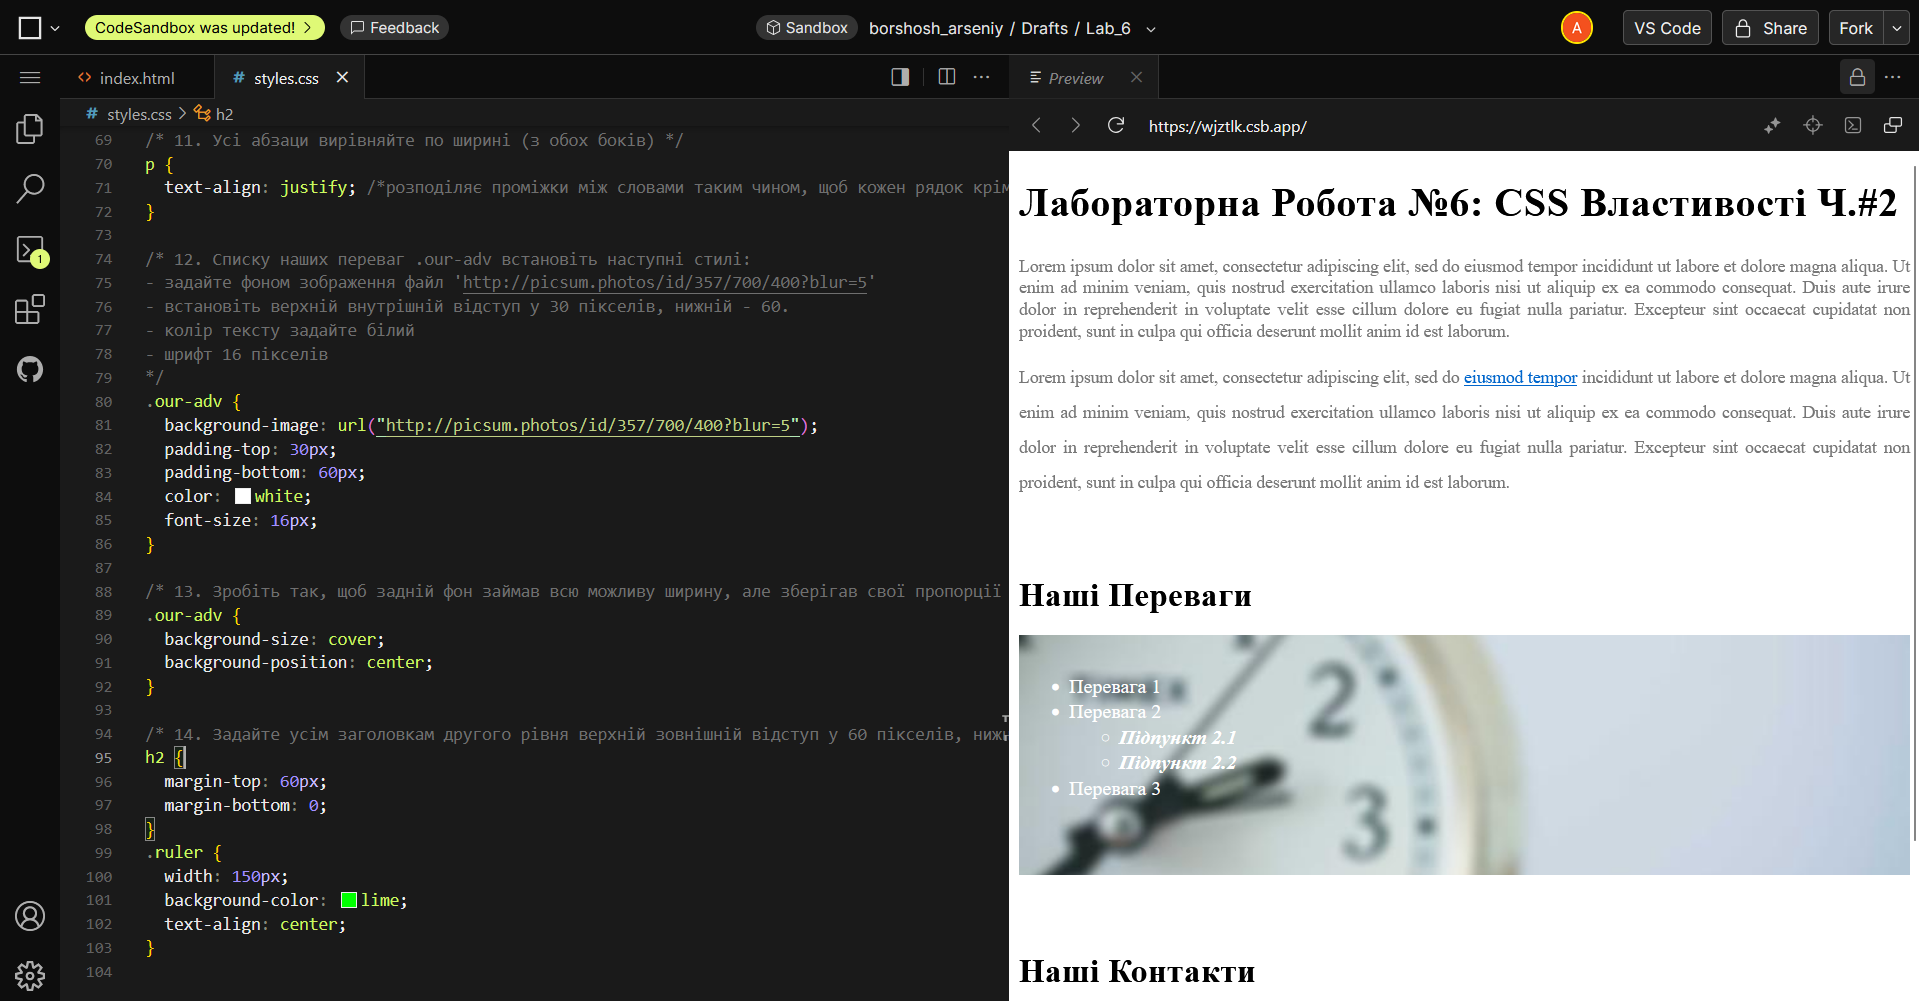 CodeSandbox was updated!
Feedback
Sandbox
borshosh_arseniy / Drafts / Lab_6
A
VS Code
Share
Fork
index.html
# styles.css
Preview
# styles.css > h2
https://wjztlk.csb.app/
1
69 /* 11. Усі абзаци вирівняйте по ширині (з обох боків) */
70 p {
71 text-align: justify; /*розподіляє проміжки між словами таким чином, щоб кожен рядок крім
72 }
73
74 /* 12. Списку наших переваг .our-adv встановіть наступні стилі:
75 - задайте фоном зображення файл 'http://picsum.photos/id/357/700/400?blur=5'
76 - встановіть верхній внутрішній відступ у 30 пікселів, нижній - 60.
77 - колір тексту задайте білий
78 - шрифт 16 пікселів
79 */
80 .our-adv {
81 background-image: url("http://picsum.photos/id/357/700/400?blur=5");
82 padding-top: 30px;
83 padding-bottom: 60px;
84 color: white;
85 font-size: 16px;
86 }
87
88 /* 13. Зробіть так, щоб задній фон займав всю можливу ширину, але зберігав свої пропорції
89 .our-adv {
90 background-size: cover;
91 background-position: center;
92 }
93
94 /* 14. Задайте усім заголовкам другого рівня верхній зовнішній відступ у 60 пікселів,
95 h2 {
96 margin-top: 60px;
97 margin-bottom: 0;
98 }
99 .ruler {
100 width: 150px;
101 background-color: lime;
102 text-align: center;
103 }
104
Лабораторна Робота №6: CSS Властивості Ч.#2
Lorem ipsum dolor sit amet, consectetur adipiscing elit, sed do eiusmod tempor incididunt ut labore et dolore magna aliqua. Ut
enim ad minim veniam, quis nostrud exercitation ullamco laboris nisi ut aliquip ex ea commodo consequat. Duis aute irure
dolor in reprehenderit in voluptate velit esse cillum dolore eu fugiat nulla pariatur. Excepteur sint occaecat cupidatat non
proident, sunt in culpa qui officia deserunt mollit anim id est laborum.
Lorem ipsum dolor sit amet, consectetur adipiscing elit, sed do eiusmod tempor incididunt ut labore et dolore magna aliqua. Ut
enim ad minim veniam, quis nostrud exercitation ullamco laboris nisi ut aliquip ex ea commodo consequat. Duis aute irure
dolor in reprehenderit in voluptate velit esse cillum dolore eu fugiat nulla pariatur. Excepteur sint occaecat cupidatat non
proident, sunt in culpa qui officia deserunt mollit anim id est laborum.
Наші Переваги
Перевага 1
Перевага 2
Підпункт 2.1
Підпункт 2.2
Перевага 3
2
3
Наші Контакти